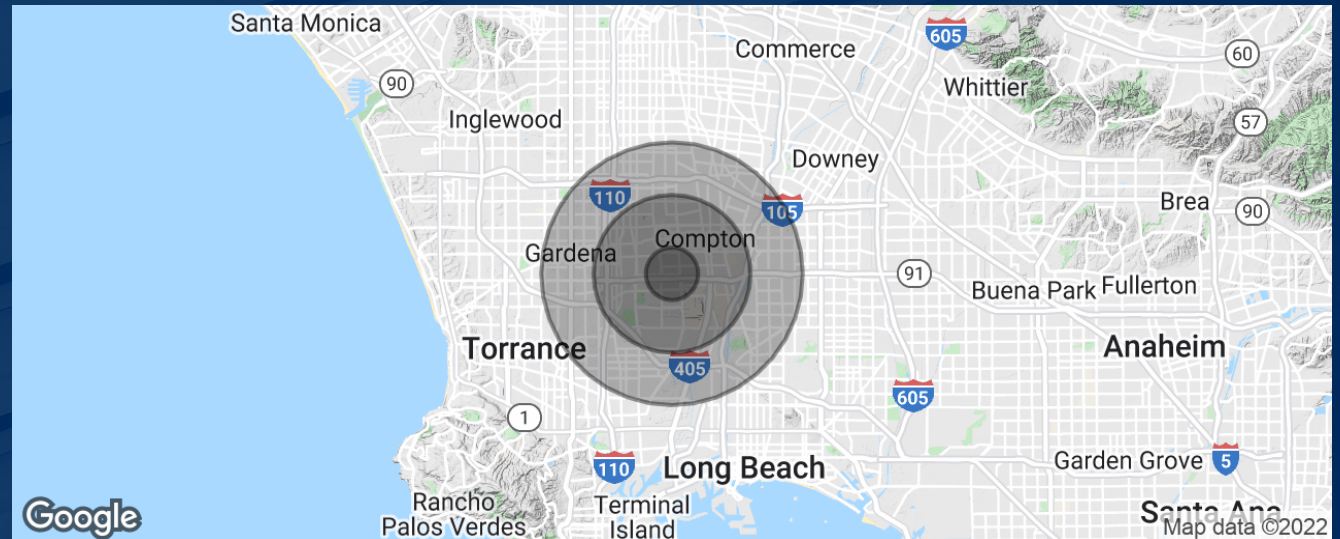 Santa Monica
605
Commerce
60
90
Whittier
Inglewood
57
Downey
110
105
Brea
90
Compton
Gardena
91
Buena Park
Fullerton
Torrance
Anaheim
405
605
1
110
Long Beach
Garden Grove
5
Rancho
Palos Verdes
Terminal
Island
Santa Ana
Google
Map data ©2022